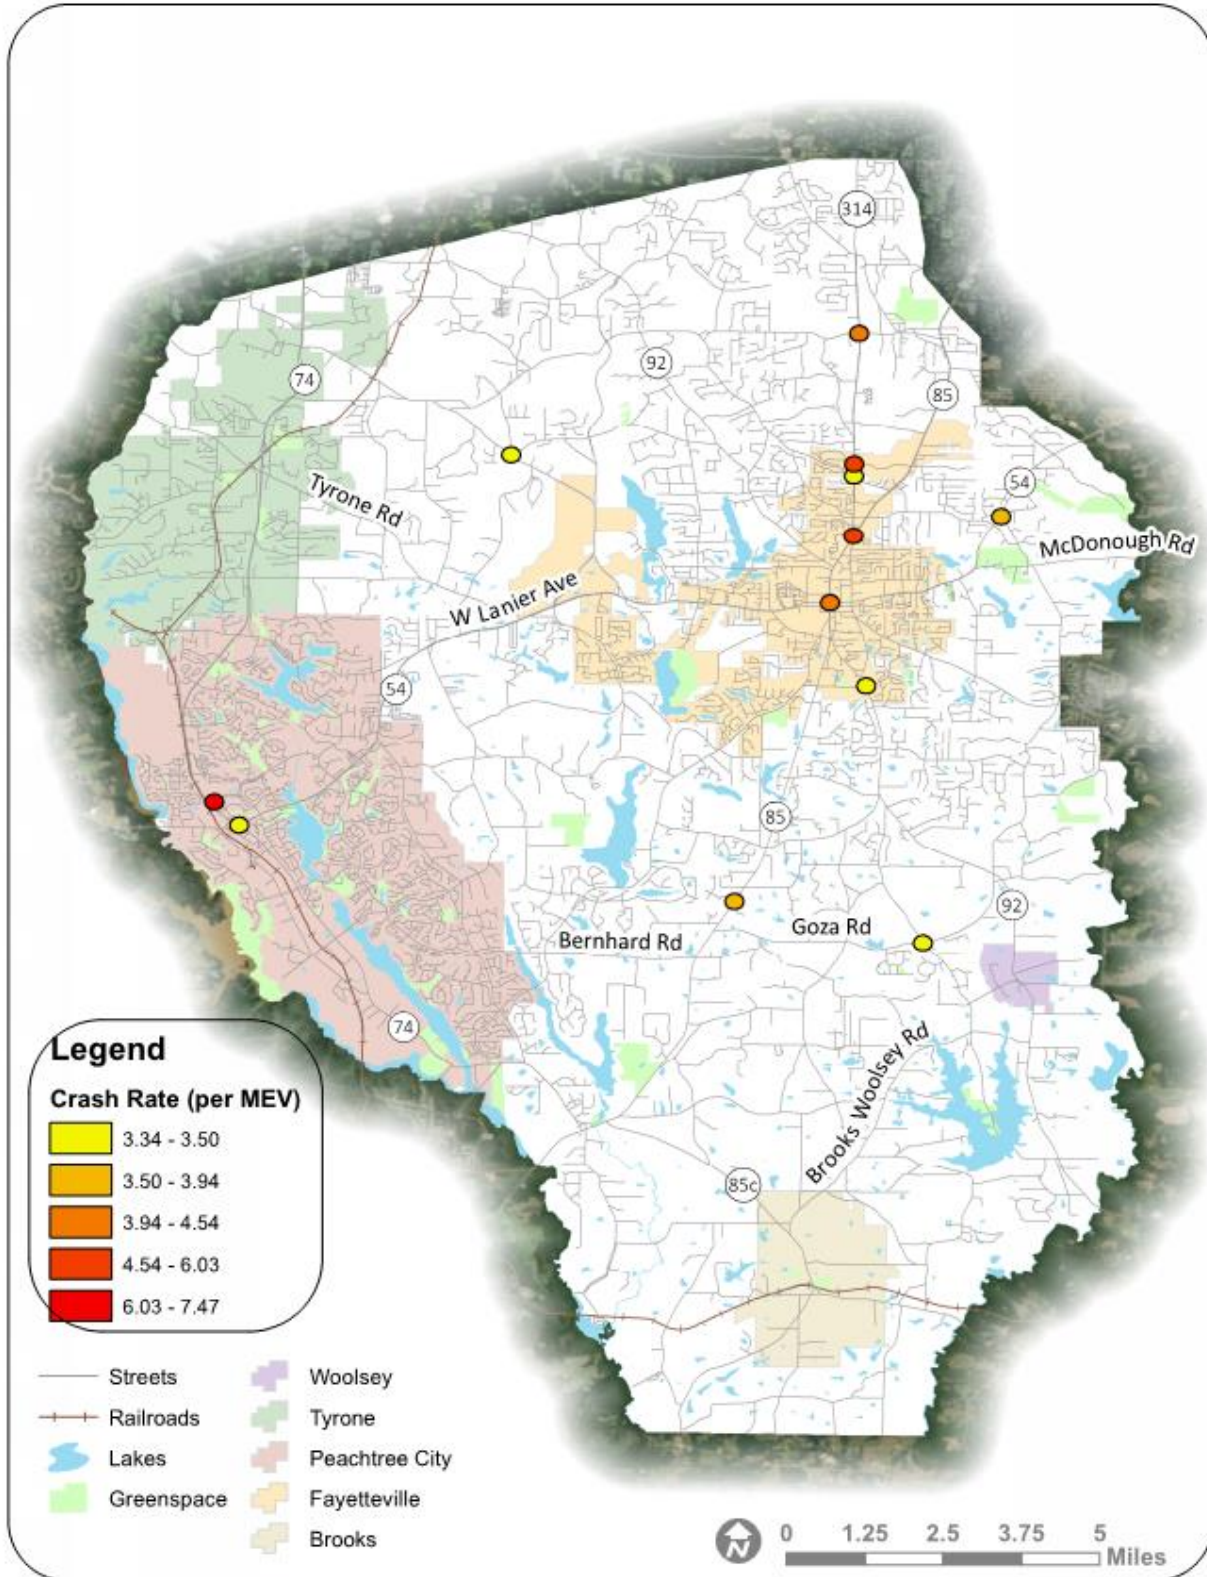 314
92
74
85
Tyrone Rd
54
McDonough Rd
W Lanier Ave
54
85
92
Bernhard Rd
Goza Rd
74
Brooks Woolsey Rd
85c
Legend
Crash Rate (per MEV)
3.34 - 3.50
3.50 - 3.94
3.94 - 4.54
4.54 - 6.03
6.03 - 7.47
Streets
Railroads
Lakes
Greenspace
Woolsey
Tyrone
Peachtree City
Fayetteville
Brooks
N
0 1.25 2.5 3.75 5
Miles